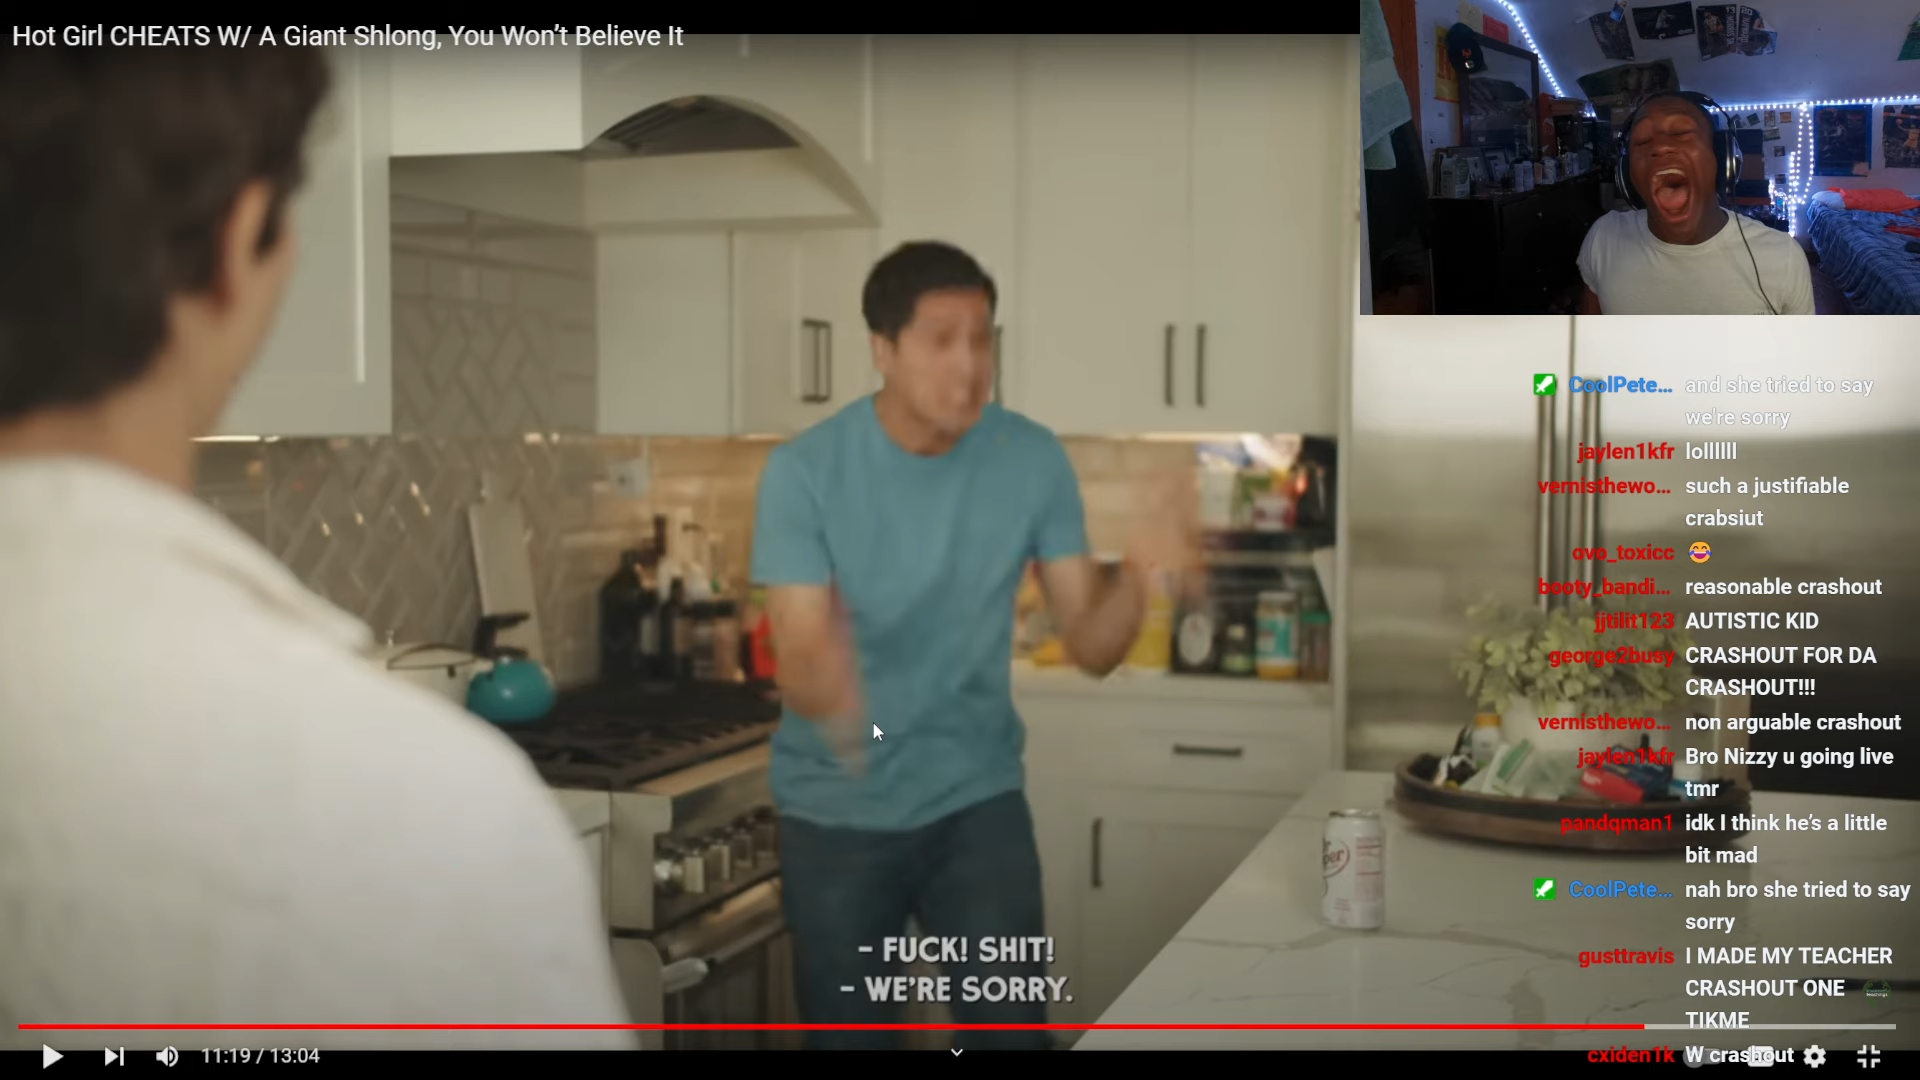 Hot Girl CHEATS W/ A Giant Shlong, You Won't Believe It
CoolPete... and she tried to say
we're sorry
jaylen1kfr lollllll
vernisthewo... such a justifiable
crabsiut
ovo_toxicc 😂
booty_bandi... reasonable crashout
jjtilit123 AUTISTIC KID
george2busy CRASHOUT FOR DA
CRASHOUT!!!
vernisthewo... non arguable crashout
jaylen1kfr Bro Nizzy u going live
tmr
pandqman1 idk I think he's a little
bit mad
CoolPete... nah bro she tried to say
sorry
gusttravis I MADE MY TEACHER
CRASHOUT ONE
TIKME
cxiden1k W crashout
- FUCK! SHIT!
- WE'RE SORRY.
11:19 / 13:04